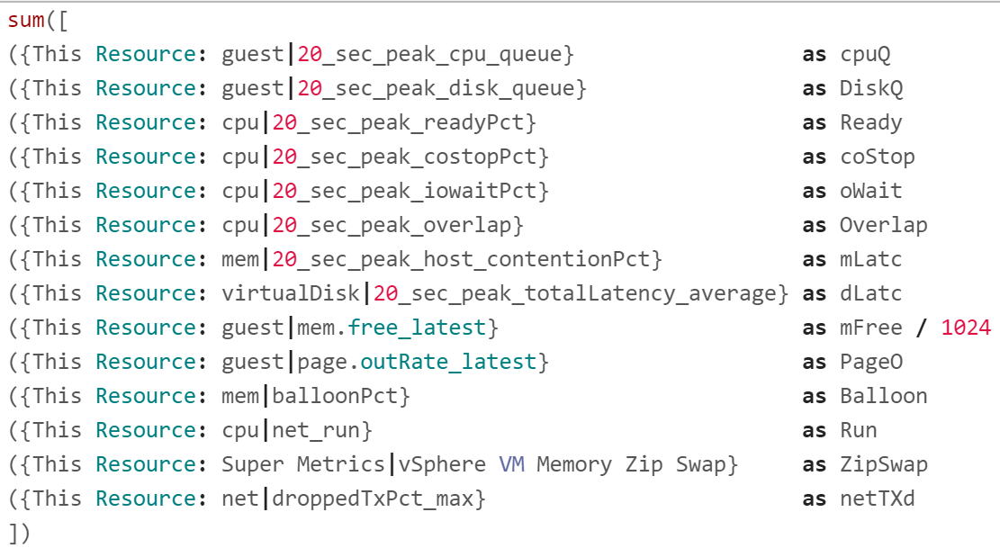 sum([
({This Resource: guest|20_sec_peak_cpu_queue} as cpuQ
({This Resource: guest|20_sec_peak_disk_queue} as DiskQ
({This Resource: cpu|20_sec_peak_readyPct} as Ready
({This Resource: cpu|20_sec_peak_costopPct} as coStop
({This Resource: cpu|20_sec_peak_iowaitPct} as oWait
({This Resource: cpu|20_sec_peak_overlap} as Overlap
({This Resource: mem|20_sec_peak_host_contentionPct} as mLatc
({This Resource: virtualDisk|20_sec_peak_totalLatency_average} as dLatc
({This Resource: guest|mem.free_latest} as mFree / 1024
({This Resource: guest|page.outRate_latest} as PageO
({This Resource: mem|balloonPct} as Balloon
({This Resource: cpu|net_run} as Run
({This Resource: Super Metrics|vSphere VM Memory Zip Swap} as ZipSwap
({This Resource: net|droppedTxPct_max} as netTXd
])